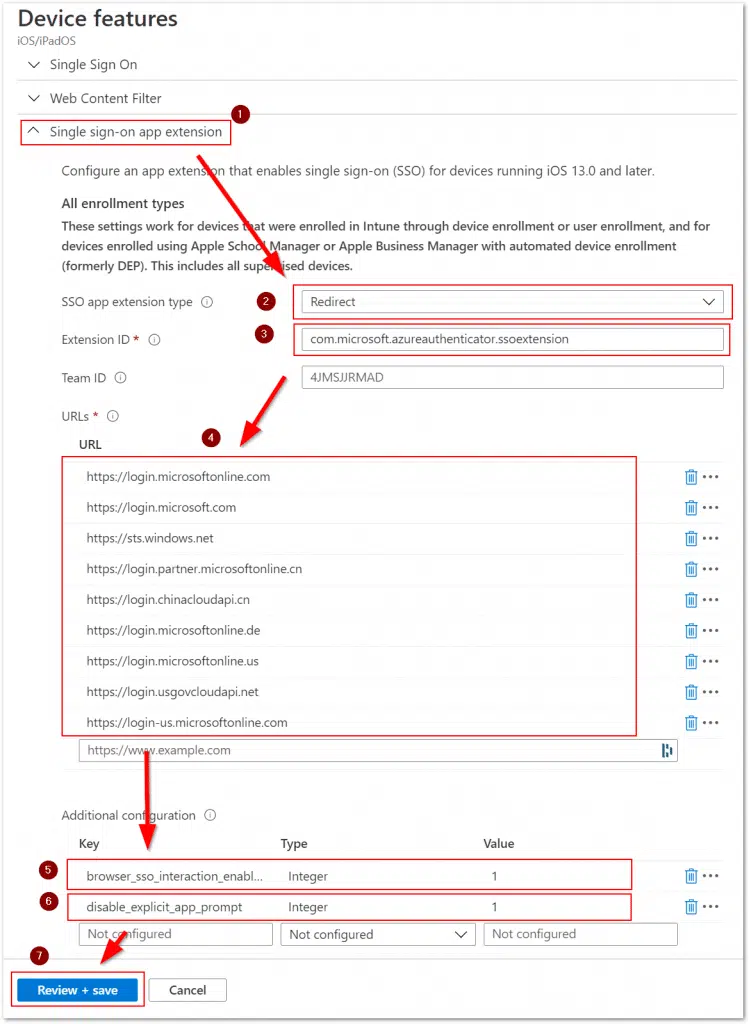 Device features
iOS/iPadOS
Single Sign On
Web Content Filter
1
Single sign-on app extension
Configure an app extension that enables single sign-on (SSO) for devices running iOS 13.0 and later.
All enrollment types
These settings work for devices that were enrolled in Intune through device enrollment or user enrollment, and for
devices enrolled using Apple School Manager or Apple Business Manager with automated device enrollment
(formerly DEP). This includes all supervised devices.
SSO app extension type 2 Redirect
Extension ID * 3 com.microsoft.azureauthenticator.ssoextension
Team ID 4JMSJJRMAD
URLs *
4
URL
https://login.microsoftonline.com
https://login.microsoft.com
https://sts.windows.net
https://login.partner.microsoftonline.cn
https://login.chinacloudapi.cn
https://login.microsoftonline.de
https://login.microsoftonline.us
https://login.usgovcloudapi.net
https://login-us.microsoftonline.com
https://www.example.com
Additional configuration
Key Type Value
5 browser_sso_interaction_enabl... Integer 1
6 disable_explicit_app_prompt Integer 1
Not configured Not configured Not configured
7
Review + save Cancel